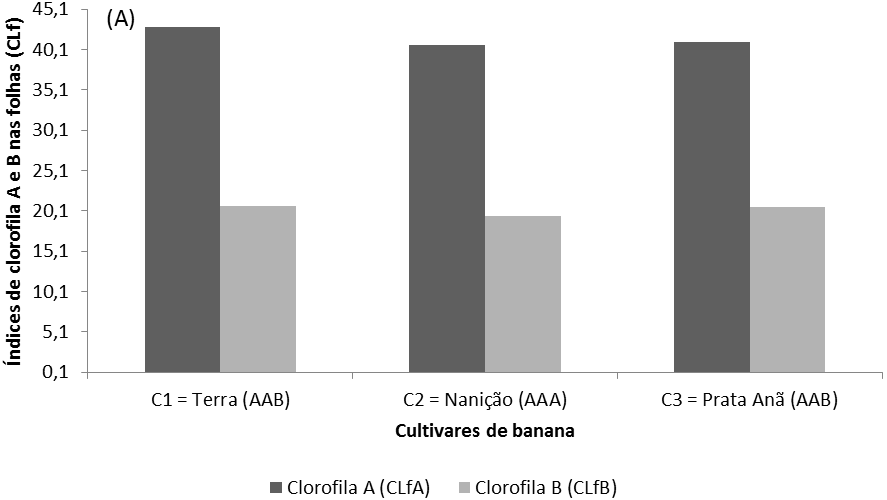 (A)
Índices de clorofila A e B nas folhas (CLf)
45,1
40,1
35,1
30,1
25,1
20,1
15,1
10,1
5,1
0,1
C1 = Terra (AAB)
C2 = Nanição (AAA)
C3 = Prata Anã (AAB)
Cultivares de banana
Clorofila A (CLfA)
Clorofila B (CLfB)